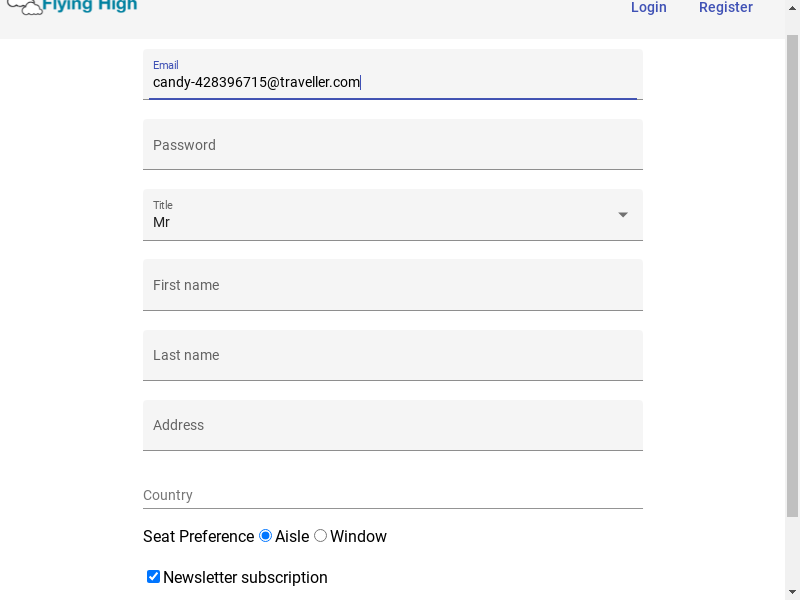 Flying High
Login Register
Email
candy-428396715@traveller.com
Password
Title
Mr
First name
Last name
Address
Country
Seat Preference Aisle Window
Newsletter subscription